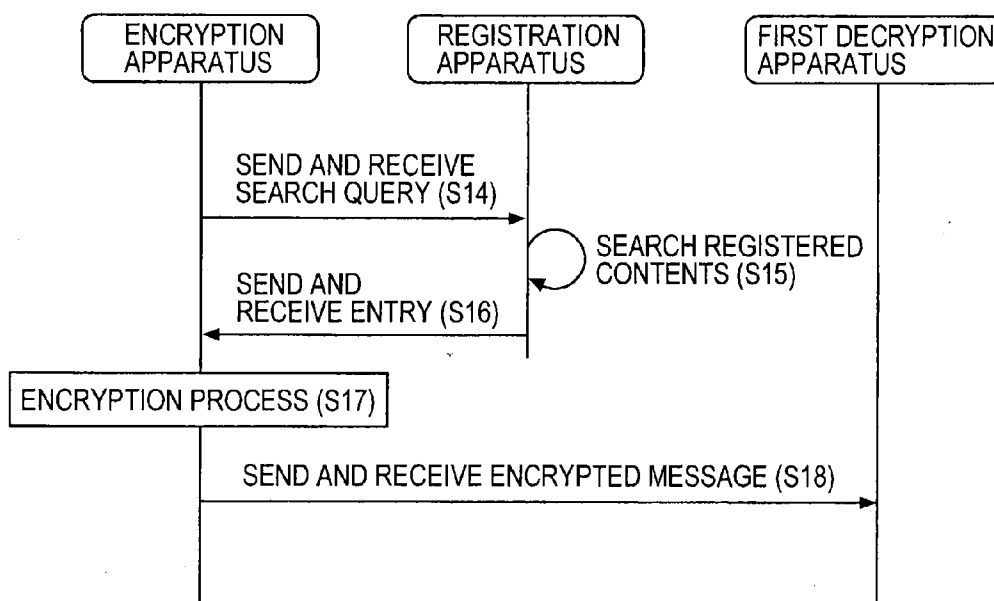 ENCRYPTION
APPARATUS
REGISTRATION
APPARATUS
FIRST DECRYPTION
APPARATUS
SEND AND RECEIVE
SEARCH QUERY (S14)
SEARCH REGISTERED
CONTENTS (S15)
SEND AND
RECEIVE ENTRY (S16)
ENCRYPTION PROCESS (S17)
SEND AND RECEIVE ENCRYPTED MESSAGE (S18)